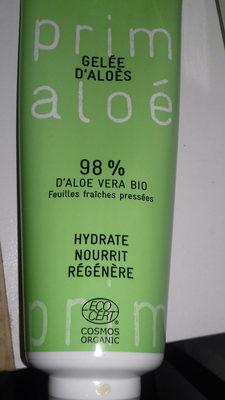 prim
GELÉE
D'ALOÈS
aloé
98 %
D'ALOE VERA BIO
Feuilles fraîches pressées
HYDRATE
NOURRIT
RÉGÉNÈRE
prim
ECO
CERT
COSMOS
ORGANIC